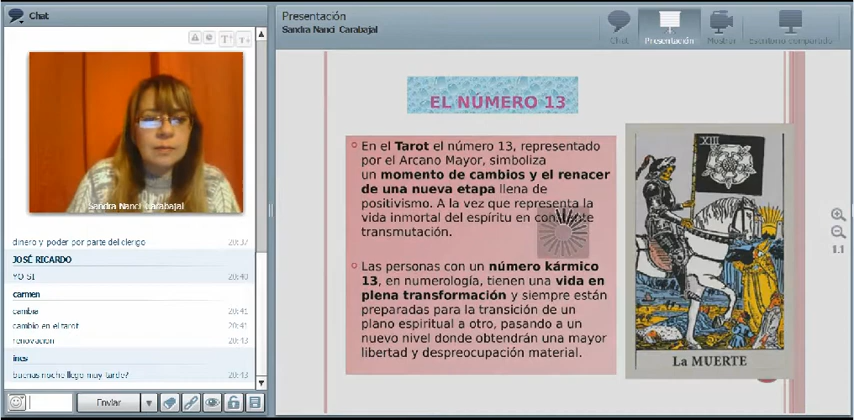 Chat
Sandra Nanci Carabajal
dinero y poder por parte del clerigo 20:37
JOSÉ RICARDO
YO SI 20:40
carmen
cambia 20:41
cambio en el tarot 20:41
renovacion 20:43
ines
buenas noche llego muy tarde? 20:43
Enviar
Presentación
Sandra Nanci Carabajal
Chat
Presentación
Mostrar
Escritorio compartido
EL NÚMERO 13
En el Tarot el número 13, representado
por el Arcano Mayor, simboliza
un momento de cambios y el renacer
de una nueva etapa llena de
positivismo. A la vez que representa la
vida inmortal del espíritu en constante
transmutación.
Las personas con un número kármico
13, en numerología, tienen una vida en
plena transformación y siempre están
preparadas para la transición de un
plano espiritual a otro, pasando a un
nuevo nivel donde obtendrán una mayor
libertad y despreocupación material.
XIII
La MUERTE
1:1